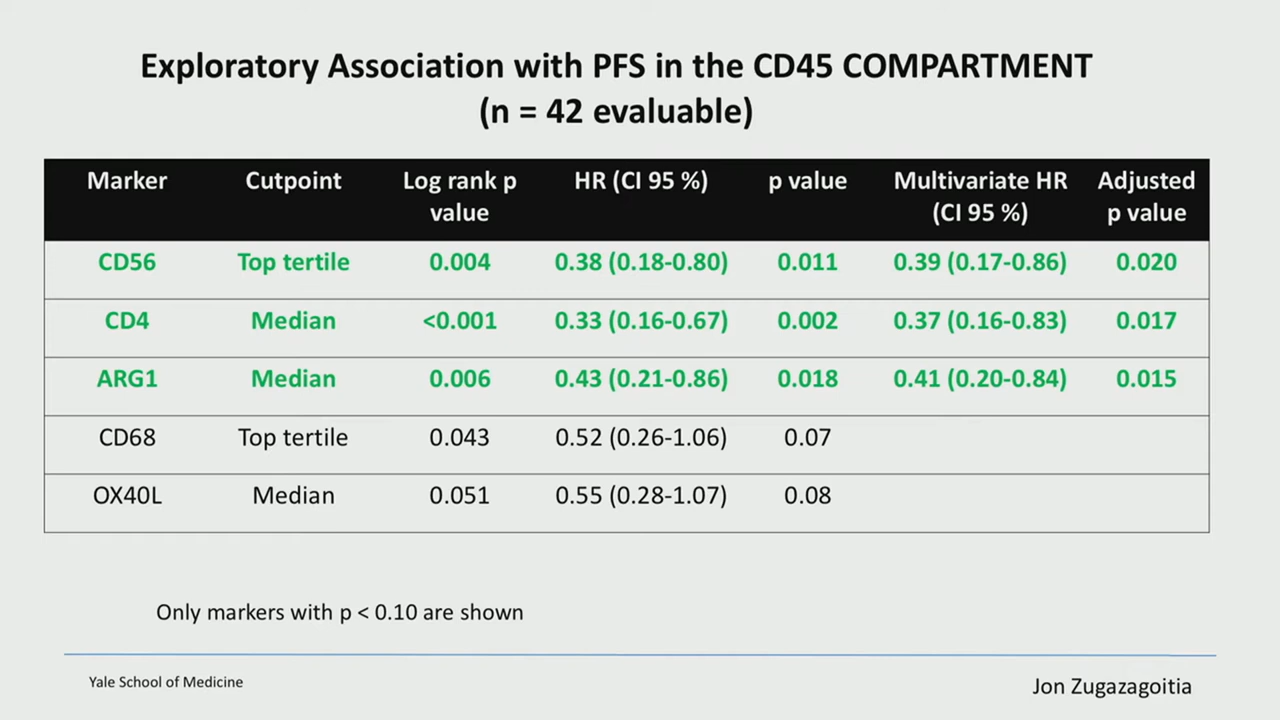 Exploratory Association with PFS in the CD45 COMPARTMENT
(n = 42 evaluable)
Marker Cutpoint Log rank p value HR (CI 95 %) p value Multivariate HR (CI 95 %) Adjusted p value
CD56 Top tertile 0.004 0.38 (0.18-0.80) 0.011 0.39 (0.17-0.86) 0.020
CD4 Median <0.001 0.33 (0.16-0.67) 0.002 0.37 (0.16-0.83) 0.017
ARG1 Median 0.006 0.43 (0.21-0.86) 0.018 0.41 (0.20-0.84) 0.015
CD68 Top tertile 0.043 0.52 (0.26-1.06) 0.07
OX40L Median 0.051 0.55 (0.28-1.07) 0.08
Only markers with p < 0.10 are shown
Yale School of Medicine
Jon Zugazagoitia